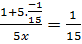 (1+5.(-1)/15)/(5x) = 1/15